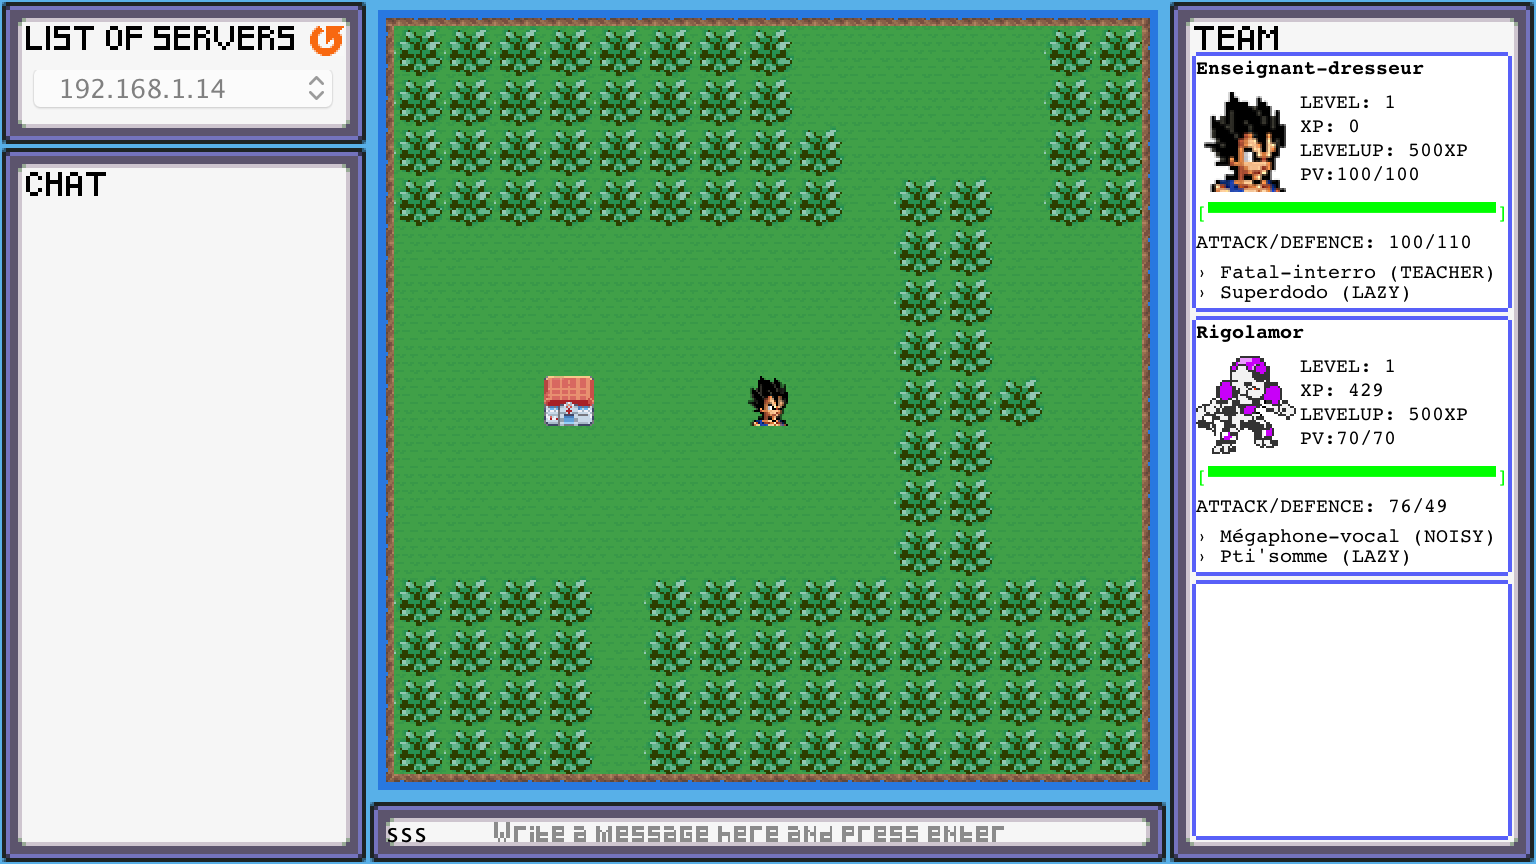 LIST OF SERVERS
192.168.1.14
CHAT
sss
Write a message here and press enter
TEAM
Enseignant-dresseur
LEVEL: 1
XP: 0
LEVELUP: 500XP
PV:100/100
[ ]
ATTACK/DEFENCE: 100/110
› Fatal-interro (TEACHER)
› Superdodo (LAZY)
Rigolamor
LEVEL: 1
XP: 429
LEVELUP: 500XP
PV:70/70
[ ]
ATTACK/DEFENCE: 76/49
› Mégaphone-vocal (NOISY)
› Pti'somme (LAZY)